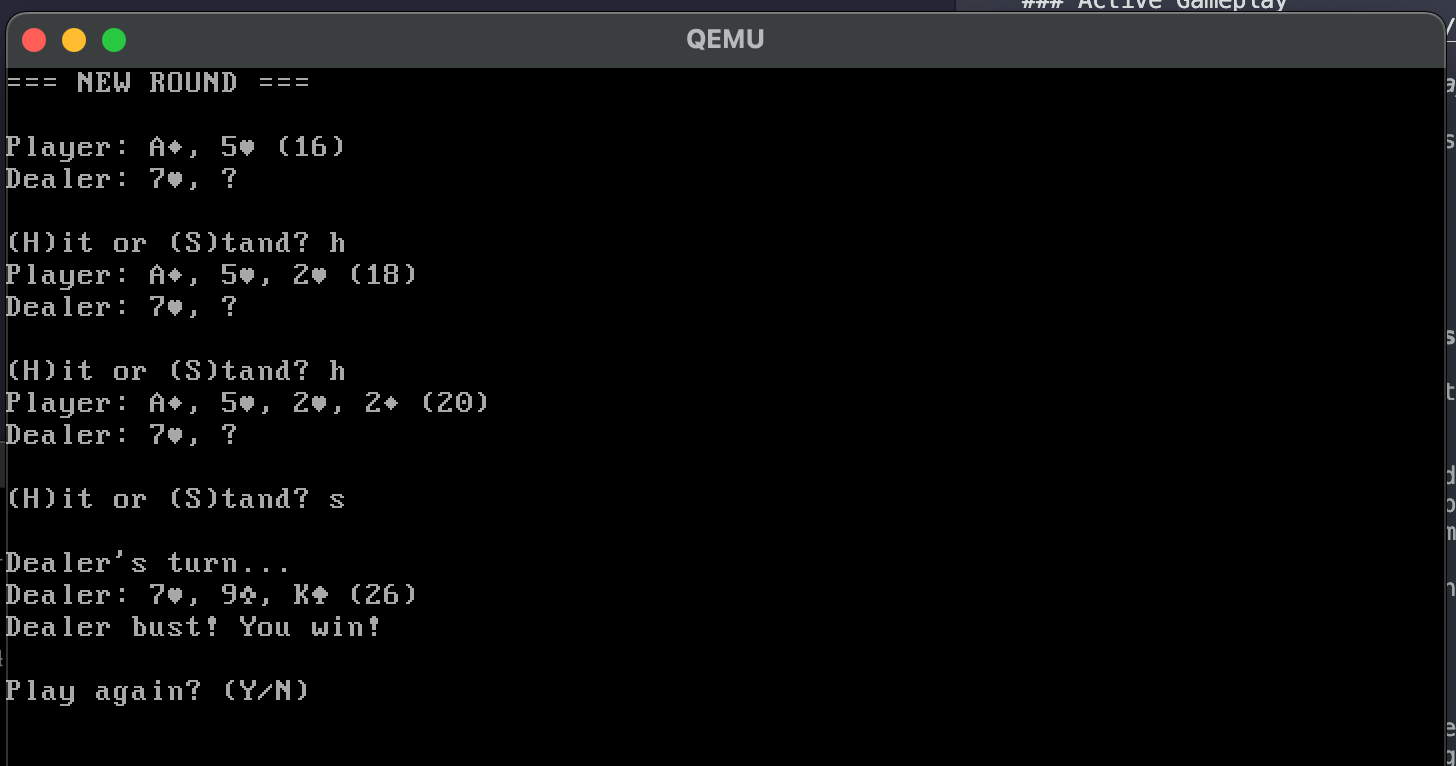 ### Active Gameplay
QEMU
=== NEW ROUND ===
Player: A♦, 5♥ (16)
Dealer: 7♥, ?
(H)it or (S)tand? h
Player: A♦, 5♥, 2♥ (18)
Dealer: 7♥, ?
(H)it or (S)tand? h
Player: A♦, 5♥, 2♥, 2♦ (20)
Dealer: 7♥, ?
(H)it or (S)tand? s
Dealer's turn...
Dealer: 7♥, 9♣, K♠ (26)
Dealer bust! You win!
Play again? (Y/N)